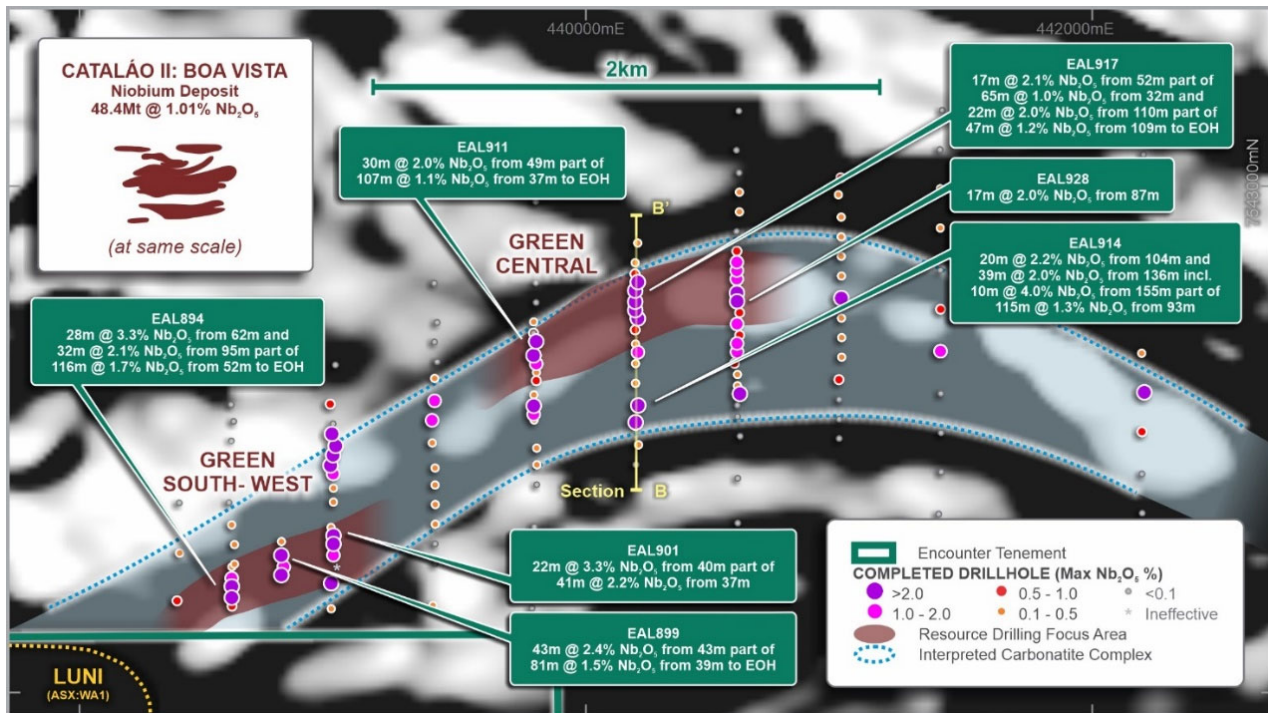 440000mE
442000mE
7543000mN
CATALÁO II: BOA VISTA
Niobium Deposit
48.4Mt @ 1.01% Nb₂O₅
(at same scale)
2km
EAL917
17m @ 2.1% Nb₂O₅ from 52m part of
65m @ 1.0% Nb₂O₅ from 32m and
22m @ 2.0% Nb₂O₅ from 110m part of
47m @ 1.2% Nb₂O₅ from 109m to EOH
EAL911
30m @ 2.0% Nb₂O₅ from 49m part of
107m @ 1.1% Nb₂O₅ from 37m to EOH
EAL928
17m @ 2.0% Nb₂O₅ from 87m
B'
GREEN
CENTRAL
EAL914
20m @ 2.2% Nb₂O₅ from 104m and
39m @ 2.0% Nb₂O₅ from 136m incl.
10m @ 4.0% Nb₂O₅ from 155m part of
115m @ 1.3% Nb₂O₅ from 93m
EAL894
28m @ 3.3% Nb₂O₅ from 62m and
32m @ 2.1% Nb₂O₅ from 95m part of
116m @ 1.7% Nb₂O₅ from 52m to EOH
GREEN
SOUTH- WEST
Section B
EAL901
22m @ 3.3% Nb₂O₅ from 40m part of
41m @ 2.2% Nb₂O₅ from 37m
EAL899
43m @ 2.4% Nb₂O₅ from 43m part of
81m @ 1.5% Nb₂O₅ from 39m to EOH
Encounter Tenement
COMPLETED DRILLHOLE (Max Nb₂O₅ %)
>2.0 0.5 - 1.0 <0.1
1.0 - 2.0 0.1 - 0.5 Ineffective
Resource Drilling Focus Area
Interpreted Carbonatite Complex
LUNI
(ASX:WA1)